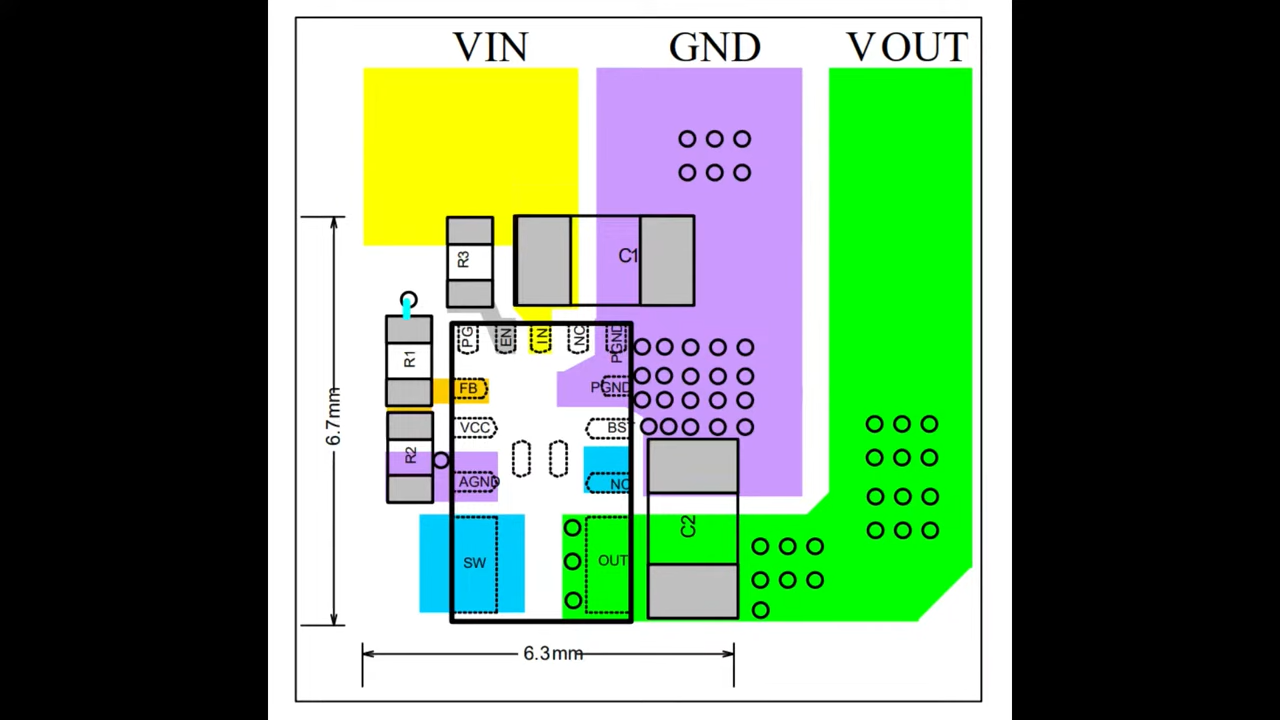 VIN GND VOUT
R3
C1
PG EN IN NC PGND
R1
FB PGND
6.7mm
VCC BST
R2
AGND NC
C2
SW OUT
6.3mm